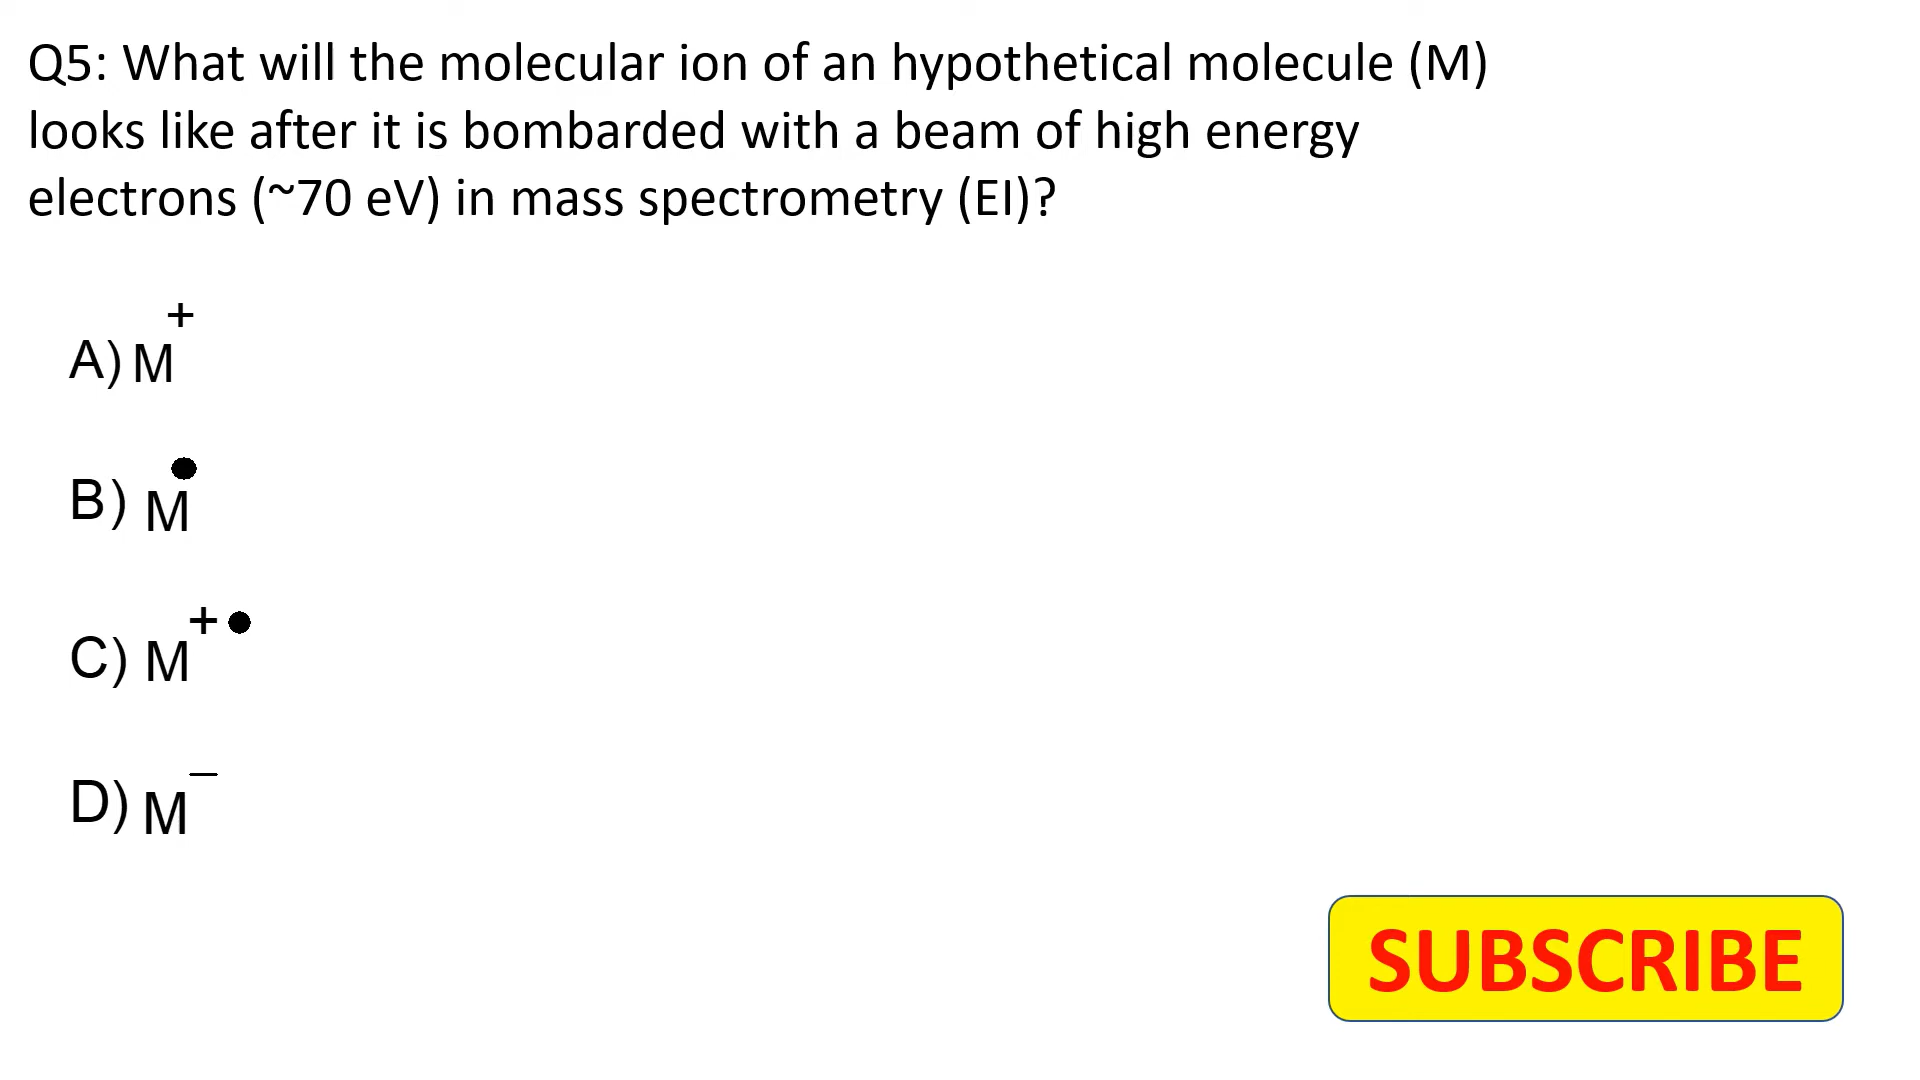 Q5: What will the molecular ion of an hypothetical molecule (M)
looks like after it is bombarded with a beam of high energy
electrons (~70 eV) in mass spectrometry (EI)?
A) M⁺
B) M•
C) M⁺•
D) M⁻
SUBSCRIBE